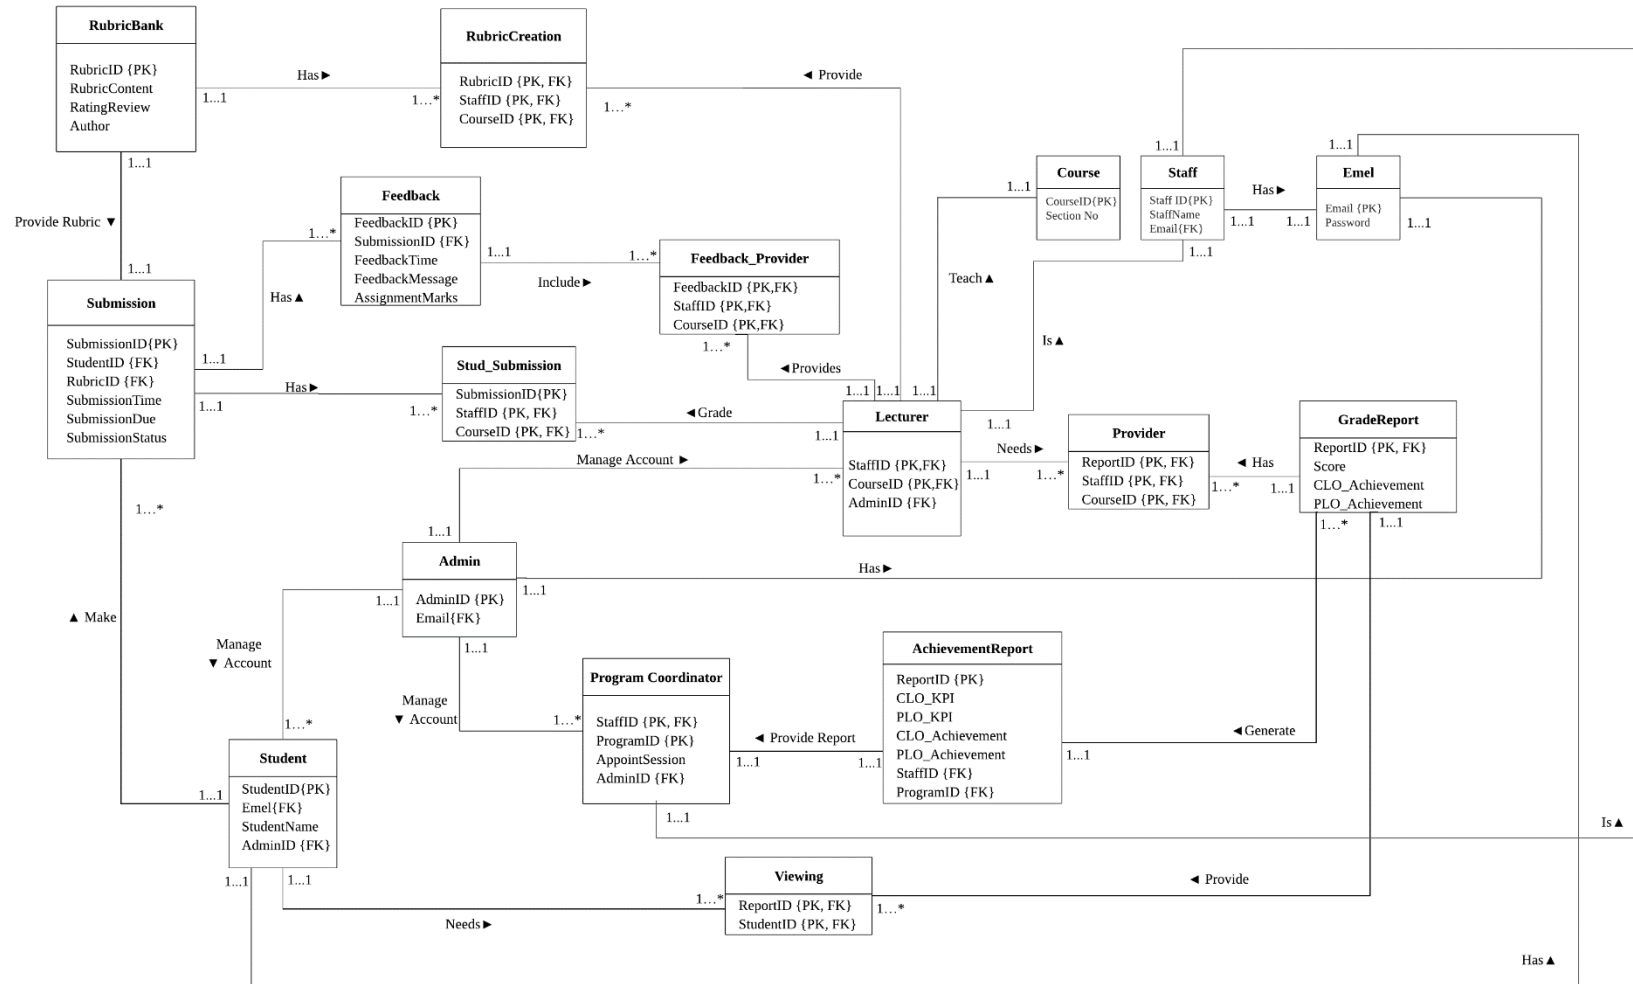 RubricBank
RubricID {PK}
RubricContent
RatingReview
Author
Has ►
1...1
1...*
RubricCreation
RubricID {PK, FK}
StaffID {PK, FK}
CourseID {PK, FK}
◄ Provide
1...*
1...1
Provide Rubric ▼
1...1
Feedback
FeedbackID {PK}
SubmissionID {FK}
FeedbackTime
FeedbackMessage
AssignmentMarks
1...*
Has ▲
1...1
1...1
Include ►
1...*
Feedback_Provider
FeedbackID {PK,FK}
StaffID {PK,FK}
CourseID {PK,FK}
1...*
◄ Provides
Course
CourseID{PK}
Section No
1...1
Teach ▲
Staff
Staff ID{PK}
StaffName
Email{FK}
1...1
Has ►
1...1
1...1
1...1
Emel
Email {PK}
Password
1...1
1...1
Is ▲
Submission
SubmissionID{PK}
StudentID {FK}
RubricID {FK}
SubmissionTime
SubmissionDue
SubmissionStatus
Has ►
1...1
1...*
Stud_Submission
SubmissionID{PK}
StaffID {PK, FK}
CourseID {PK, FK}
◄ Grade
1...*
1...1
1...1
1...1
1...1
1...1
Lecturer
StaffID {PK,FK}
CourseID {PK,FK}
AdminID {FK}
Needs ►
1...1
1...*
Provider
ReportID {PK, FK}
StaffID {PK, FK}
CourseID {PK, FK}
◄ Has
1...*
1...1
GradeReport
ReportID {PK, FK}
Score
CLO_Achievement
PLO_Achievement
1...*
1...1
Manage Account ►
1...*
1...*
1...1
Admin
AdminID {PK}
Email{FK}
Has ►
1...1
1...1
1...1
▲ Make
Manage
▼ Account
1...*
Manage
▼ Account
1...*
Program Coordinator
StaffID {PK, FK}
ProgramID {PK}
AppointSession
AdminID {FK}
◄ Provide Report
1...1
1...1
AchievementReport
ReportID {PK}
CLO_KPI
PLO_KPI
CLO_Achievement
PLO_Achievement
StaffID {FK}
ProgramID {FK}
◄ Generate
1...1
1...1
Is ▲
Student
StudentID{PK}
Emel{FK}
StudentName
AdminID {FK}
1...1
1...1
1...1
Needs ►
1...*
Viewing
ReportID {PK, FK}
StudentID {PK, FK}
1...*
◄ Provide
Has ▲